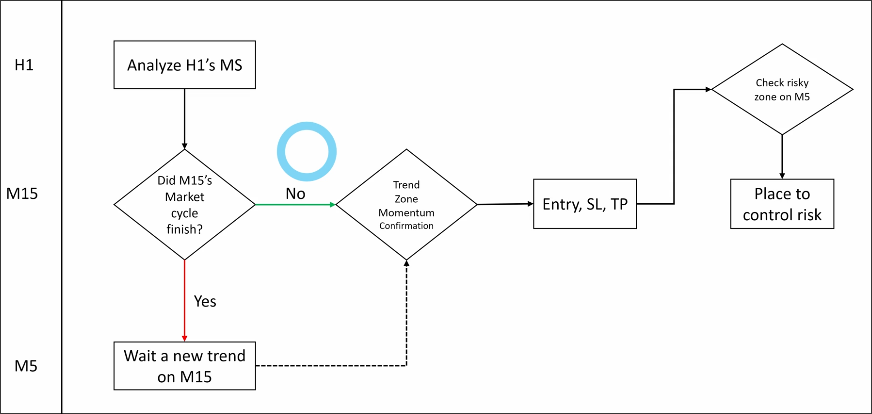 H1
Analyze H1's MS
Check risky
zone on M5
M15
Did M15's
Market
cycle
finish?
No
Trend
Zone
Momentum
Confirmation
Entry, SL, TP
Place to
control risk
Yes
M5
Wait a new trend
on M15